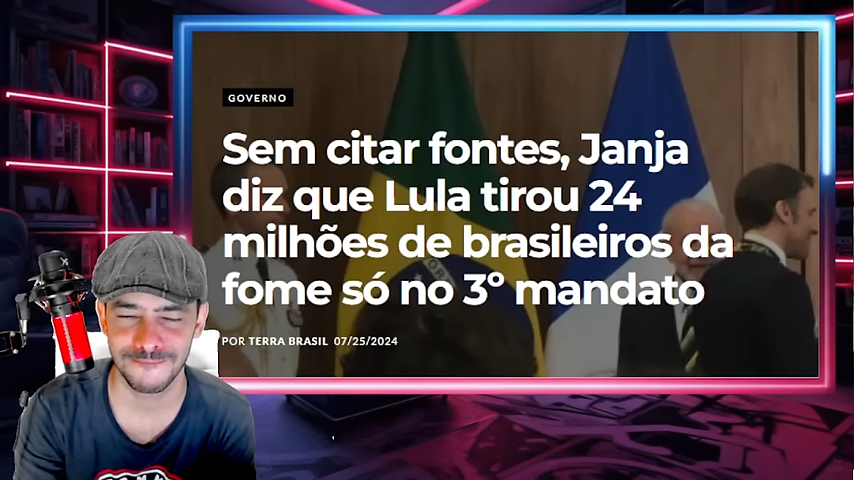 GOVERNO
Sem citar fontes, Janja
diz que Lula tirou 24
milhões de brasileiros da
fome só no 3º mandato
POR TERRA BRASIL 07/25/2024